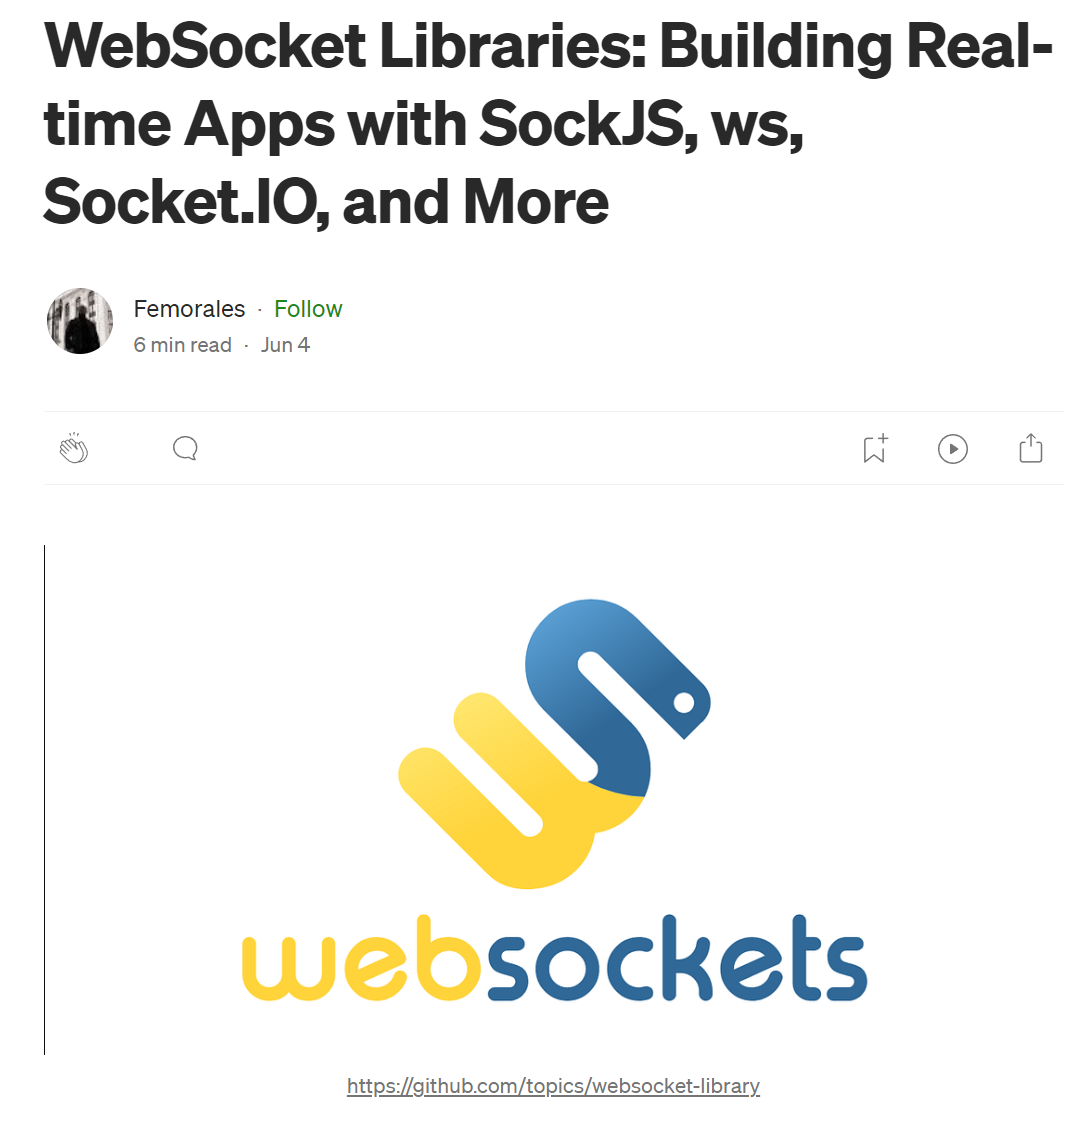 WebSocket Libraries: Building Real-
time Apps with SockJS, ws,
Socket.IO, and More
Femorales · Follow
6 min read · Jun 4
websockets
https://github.com/topics/websocket-library